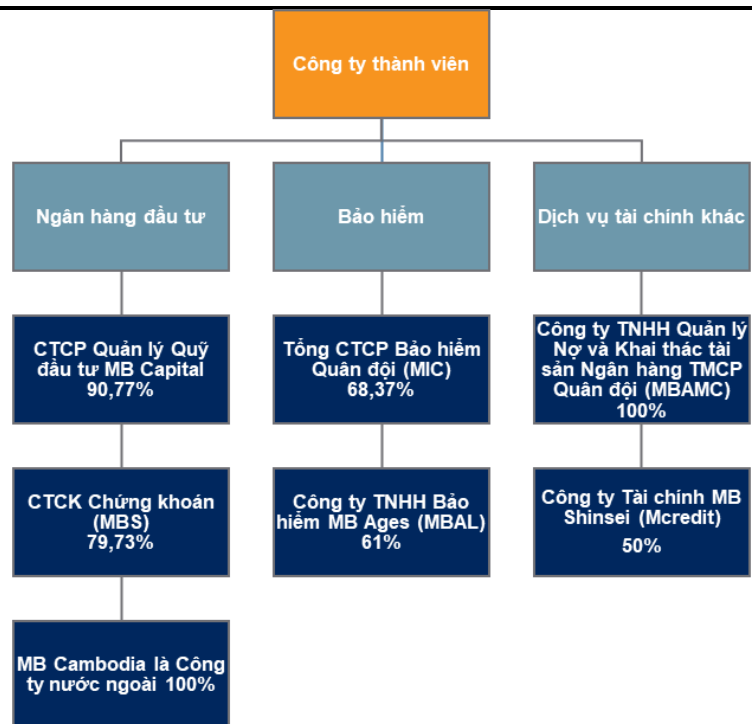 Công ty thành viên
Ngân hàng đầu tư
Bảo hiểm
Dịch vụ tài chính khác
CTCP Quản lý Quỹ
đầu tư MB Capital
90,77%
Tổng CTCP Bảo hiểm
Quân đội (MIC)
68,37%
Công ty TNHH Quản lý
Nợ và Khai thác tài
sản Ngân hàng TMCP
Quân đội (MBAMC)
100%
CTCK Chứng khoán
(MBS)
79,73%
Công ty TNHH Bảo
hiểm MB Ages (MBAL)
61%
Công ty Tài chính MB
Shinsei (Mcredit)
50%
MB Cambodia là Công
ty nước ngoài 100%